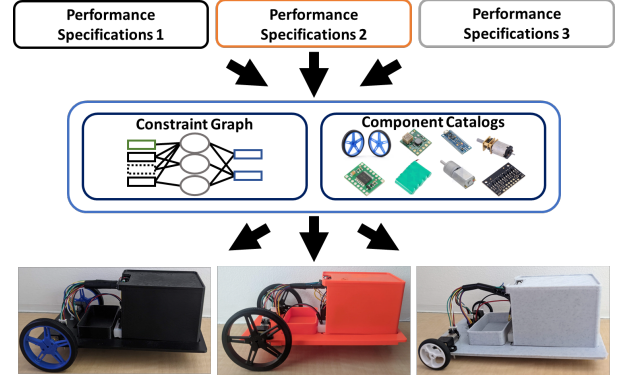 Performance
Specifications 1
Performance
Specifications 2
Performance
Specifications 3
Constraint Graph
Component Catalogs